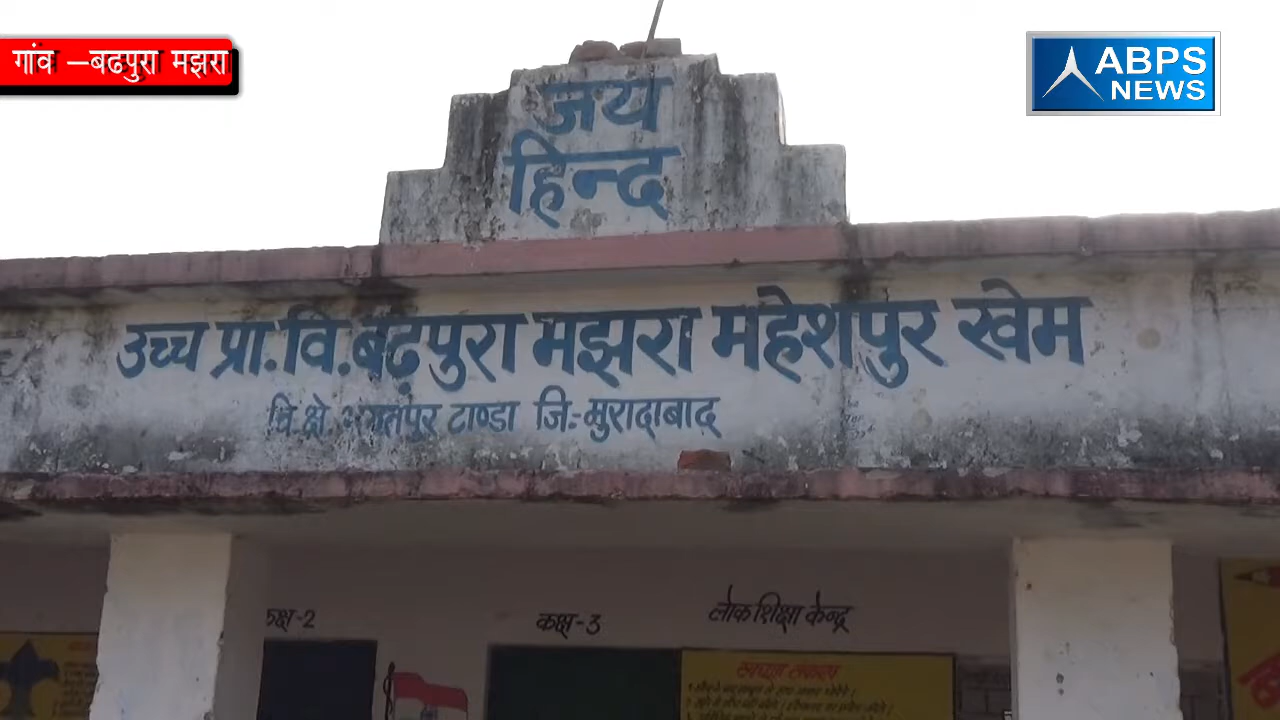 गांव –बढपुरा मझरा
ABPS
NEWS
जय
हिन्द
उच्च प्रा.वि.बढ़पुरा मझरा महेशपुर खेम
वि.क्षे. टाण्डा जि:-मुरादाबाद
कक्ष-2
कक्ष-3
लोक शिक्षा केन्द्र